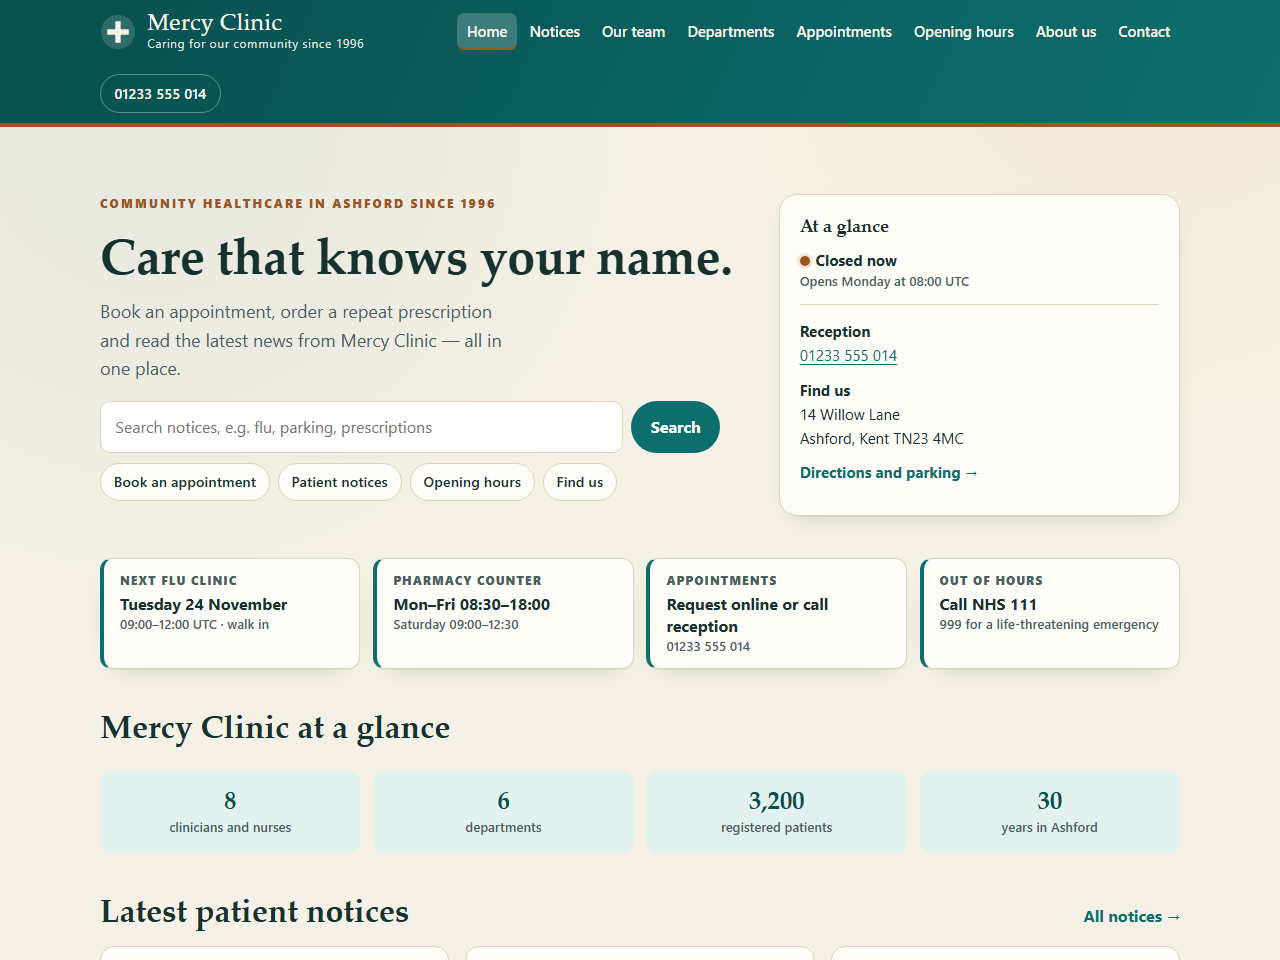 Mercy Clinic
Caring for our community since 1996
Home
Notices
Our team
Departments
Appointments
Opening hours
About us
Contact
01233 555 014
COMMUNITY HEALTHCARE IN ASHFORD SINCE 1996
Care that knows your name.
Book an appointment, order a repeat prescription
and read the latest news from Mercy Clinic — all in
one place.
Search notices, e.g. flu, parking, prescriptions
Search
Book an appointment
Patient notices
Opening hours
Find us
At a glance
Closed now
Opens Monday at 08:00 UTC
Reception
01233 555 014
Find us
14 Willow Lane
Ashford, Kent TN23 4MC
Directions and parking →
NEXT FLU CLINIC
Tuesday 24 November
09:00–12:00 UTC · walk in
PHARMACY COUNTER
Mon–Fri 08:30–18:00
Saturday 09:00–12:30
APPOINTMENTS
Request online or call
reception
01233 555 014
OUT OF HOURS
Call NHS 111
999 for a life-threatening emergency
Mercy Clinic at a glance
8
clinicians and nurses
6
departments
3,200
registered patients
30
years in Ashford
Latest patient notices
All notices →